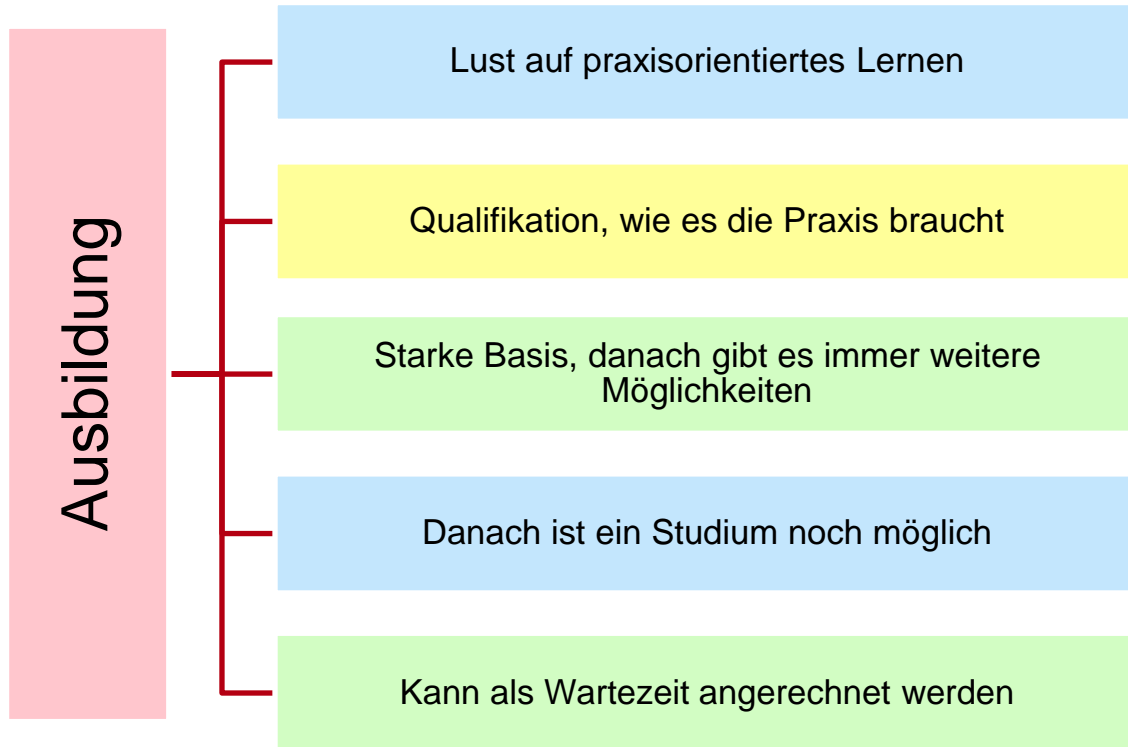 Ausbildung
Lust auf praxisorientiertes Lernen
Qualifikation, wie es die Praxis braucht
Starke Basis, danach gibt es immer weitere
Möglichkeiten
Danach ist ein Studium noch möglich
Kann als Wartezeit angerechnet werden